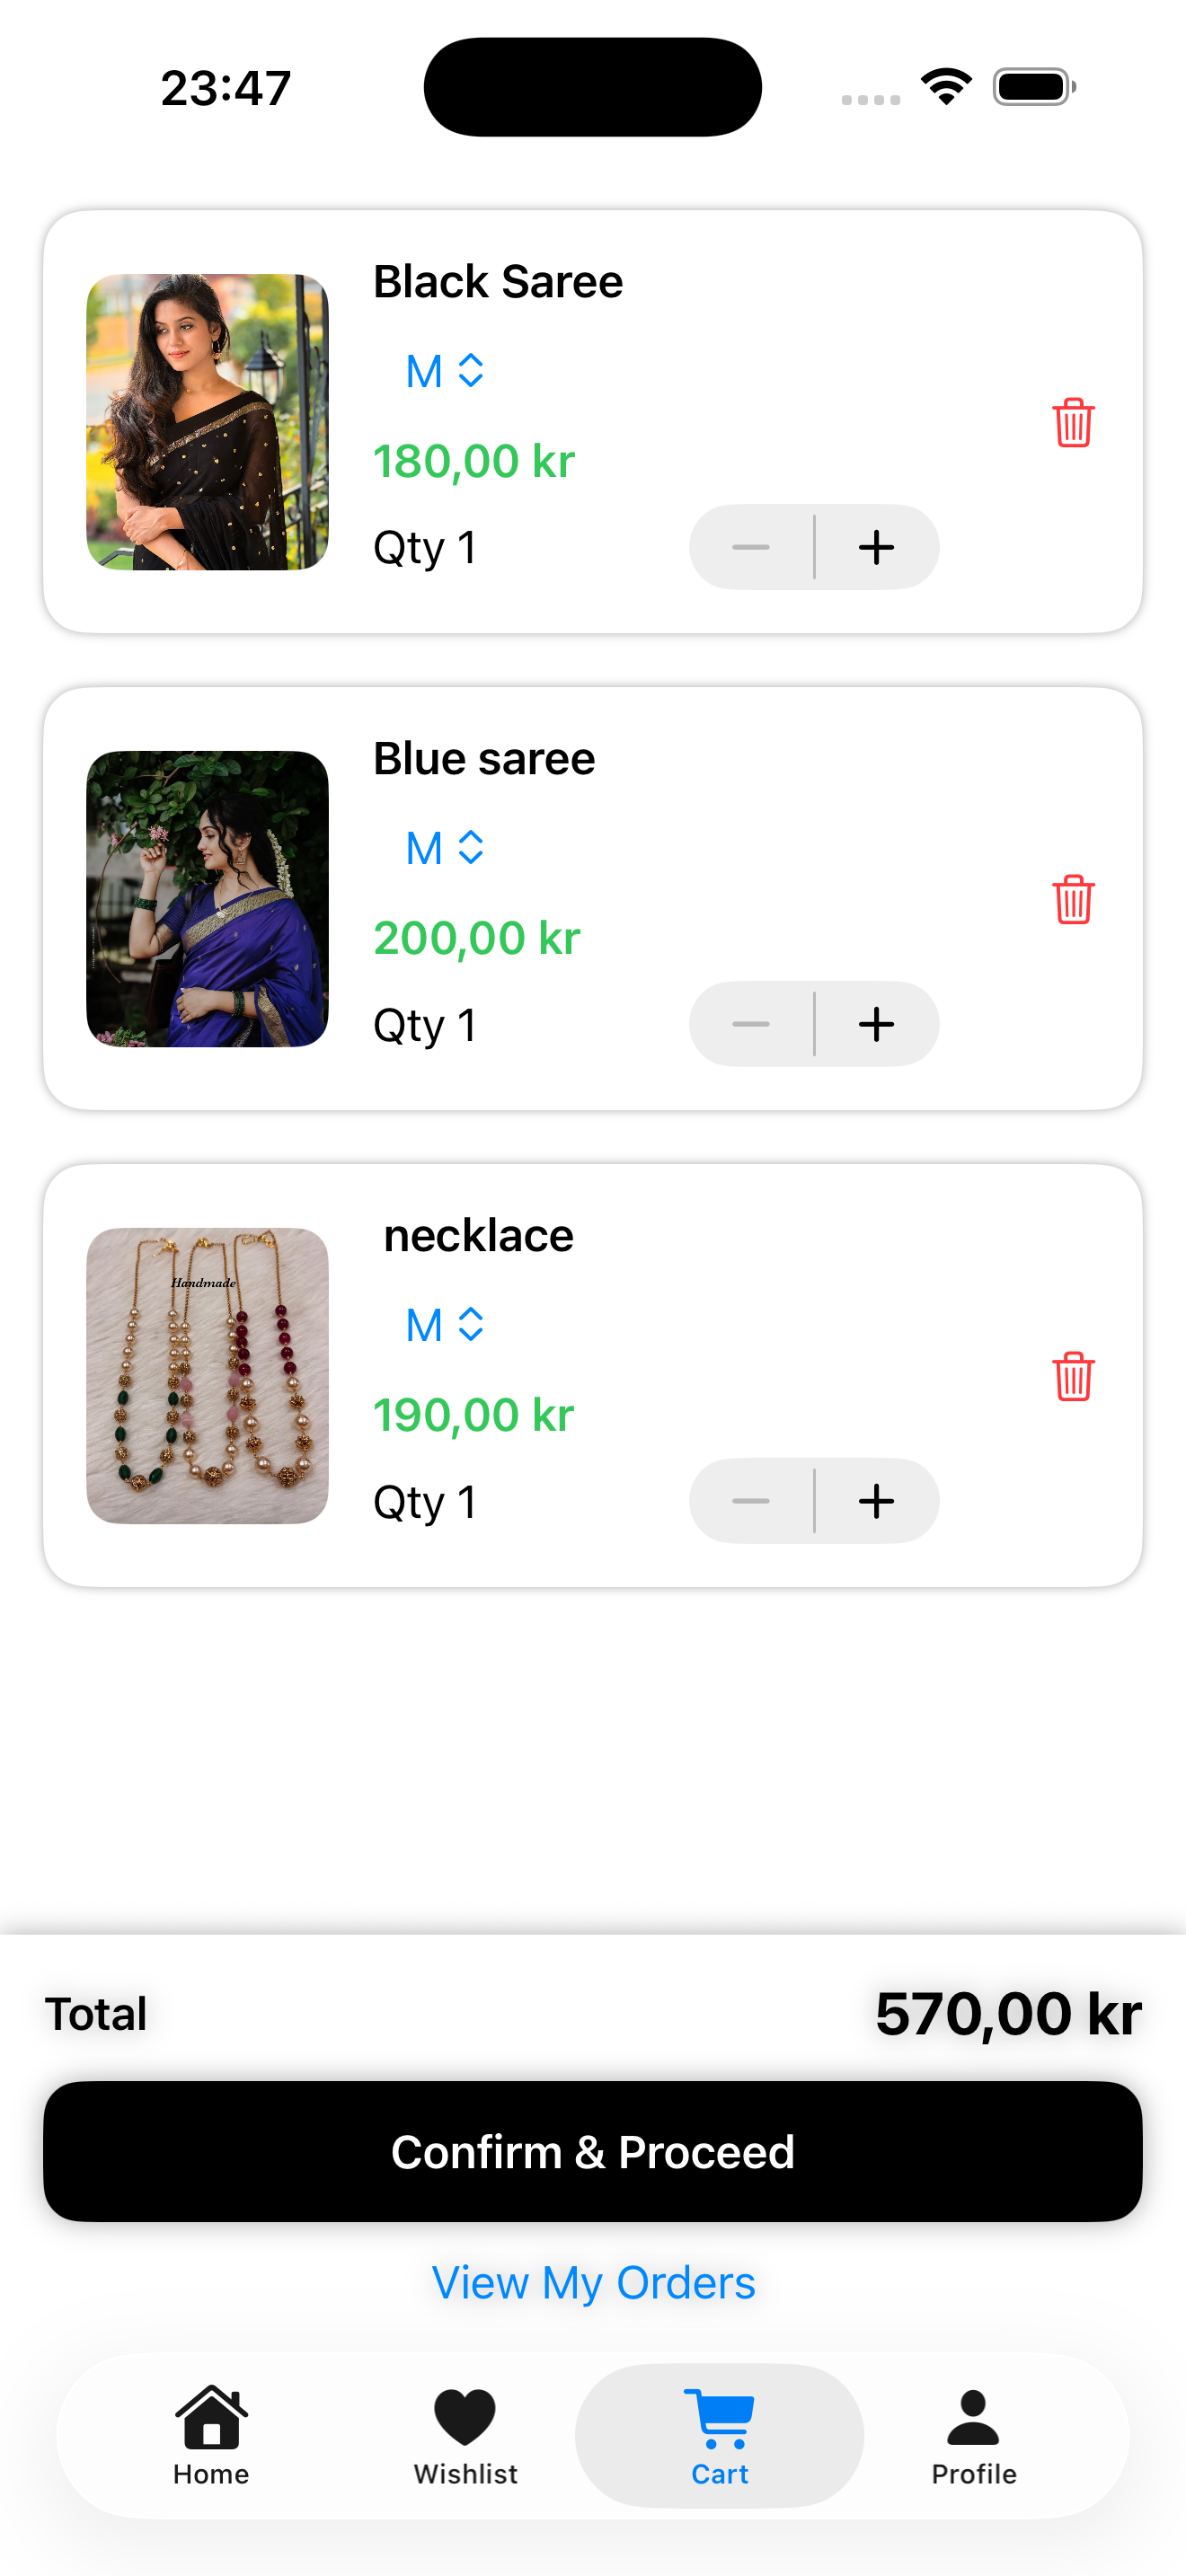 23:47
Black Saree
M
180,00 kr
Qty 1
Blue saree
M
200,00 kr
Qty 1
Handmade
necklace
M
190,00 kr
Qty 1
Total
570,00 kr
Confirm & Proceed
View My Orders
Home
Wishlist
Cart
Profile